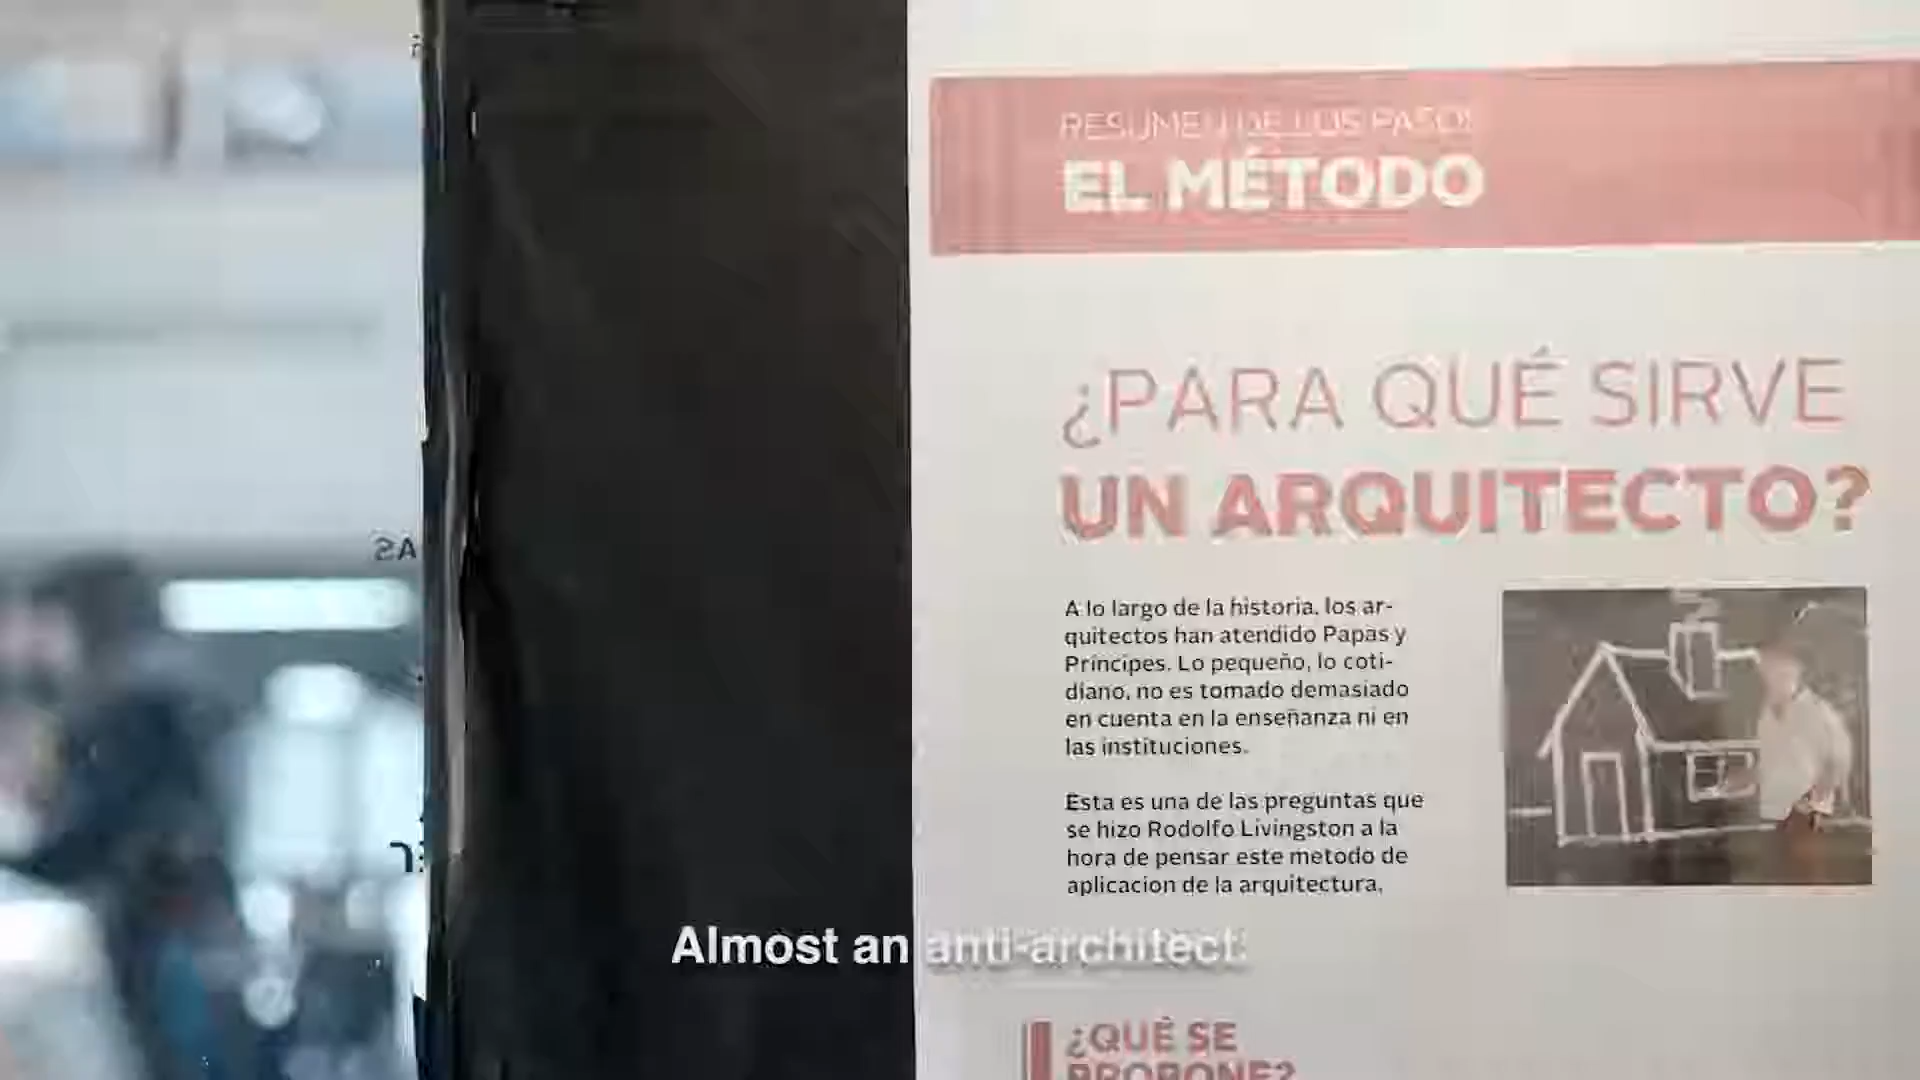 RESUMEN DE LOS PASOS
EL MÉTODO
¿PARA QUÉ SIRVE
UN ARQUITECTO?
A lo largo de la historia, los ar-
quitectos han atendido Papas y
Príncipes. Lo pequeño, lo coti-
diano, no es tomado demasiado
en cuenta en la enseñanza ni en
las instituciones.
Esta es una de las preguntas que
se hizo Rodolfo Livingston a la
hora de pensar este metodo de
aplicacion de la arquitectura,
Almost an anti-architect.
¿QUÉ SE
PROPONE?